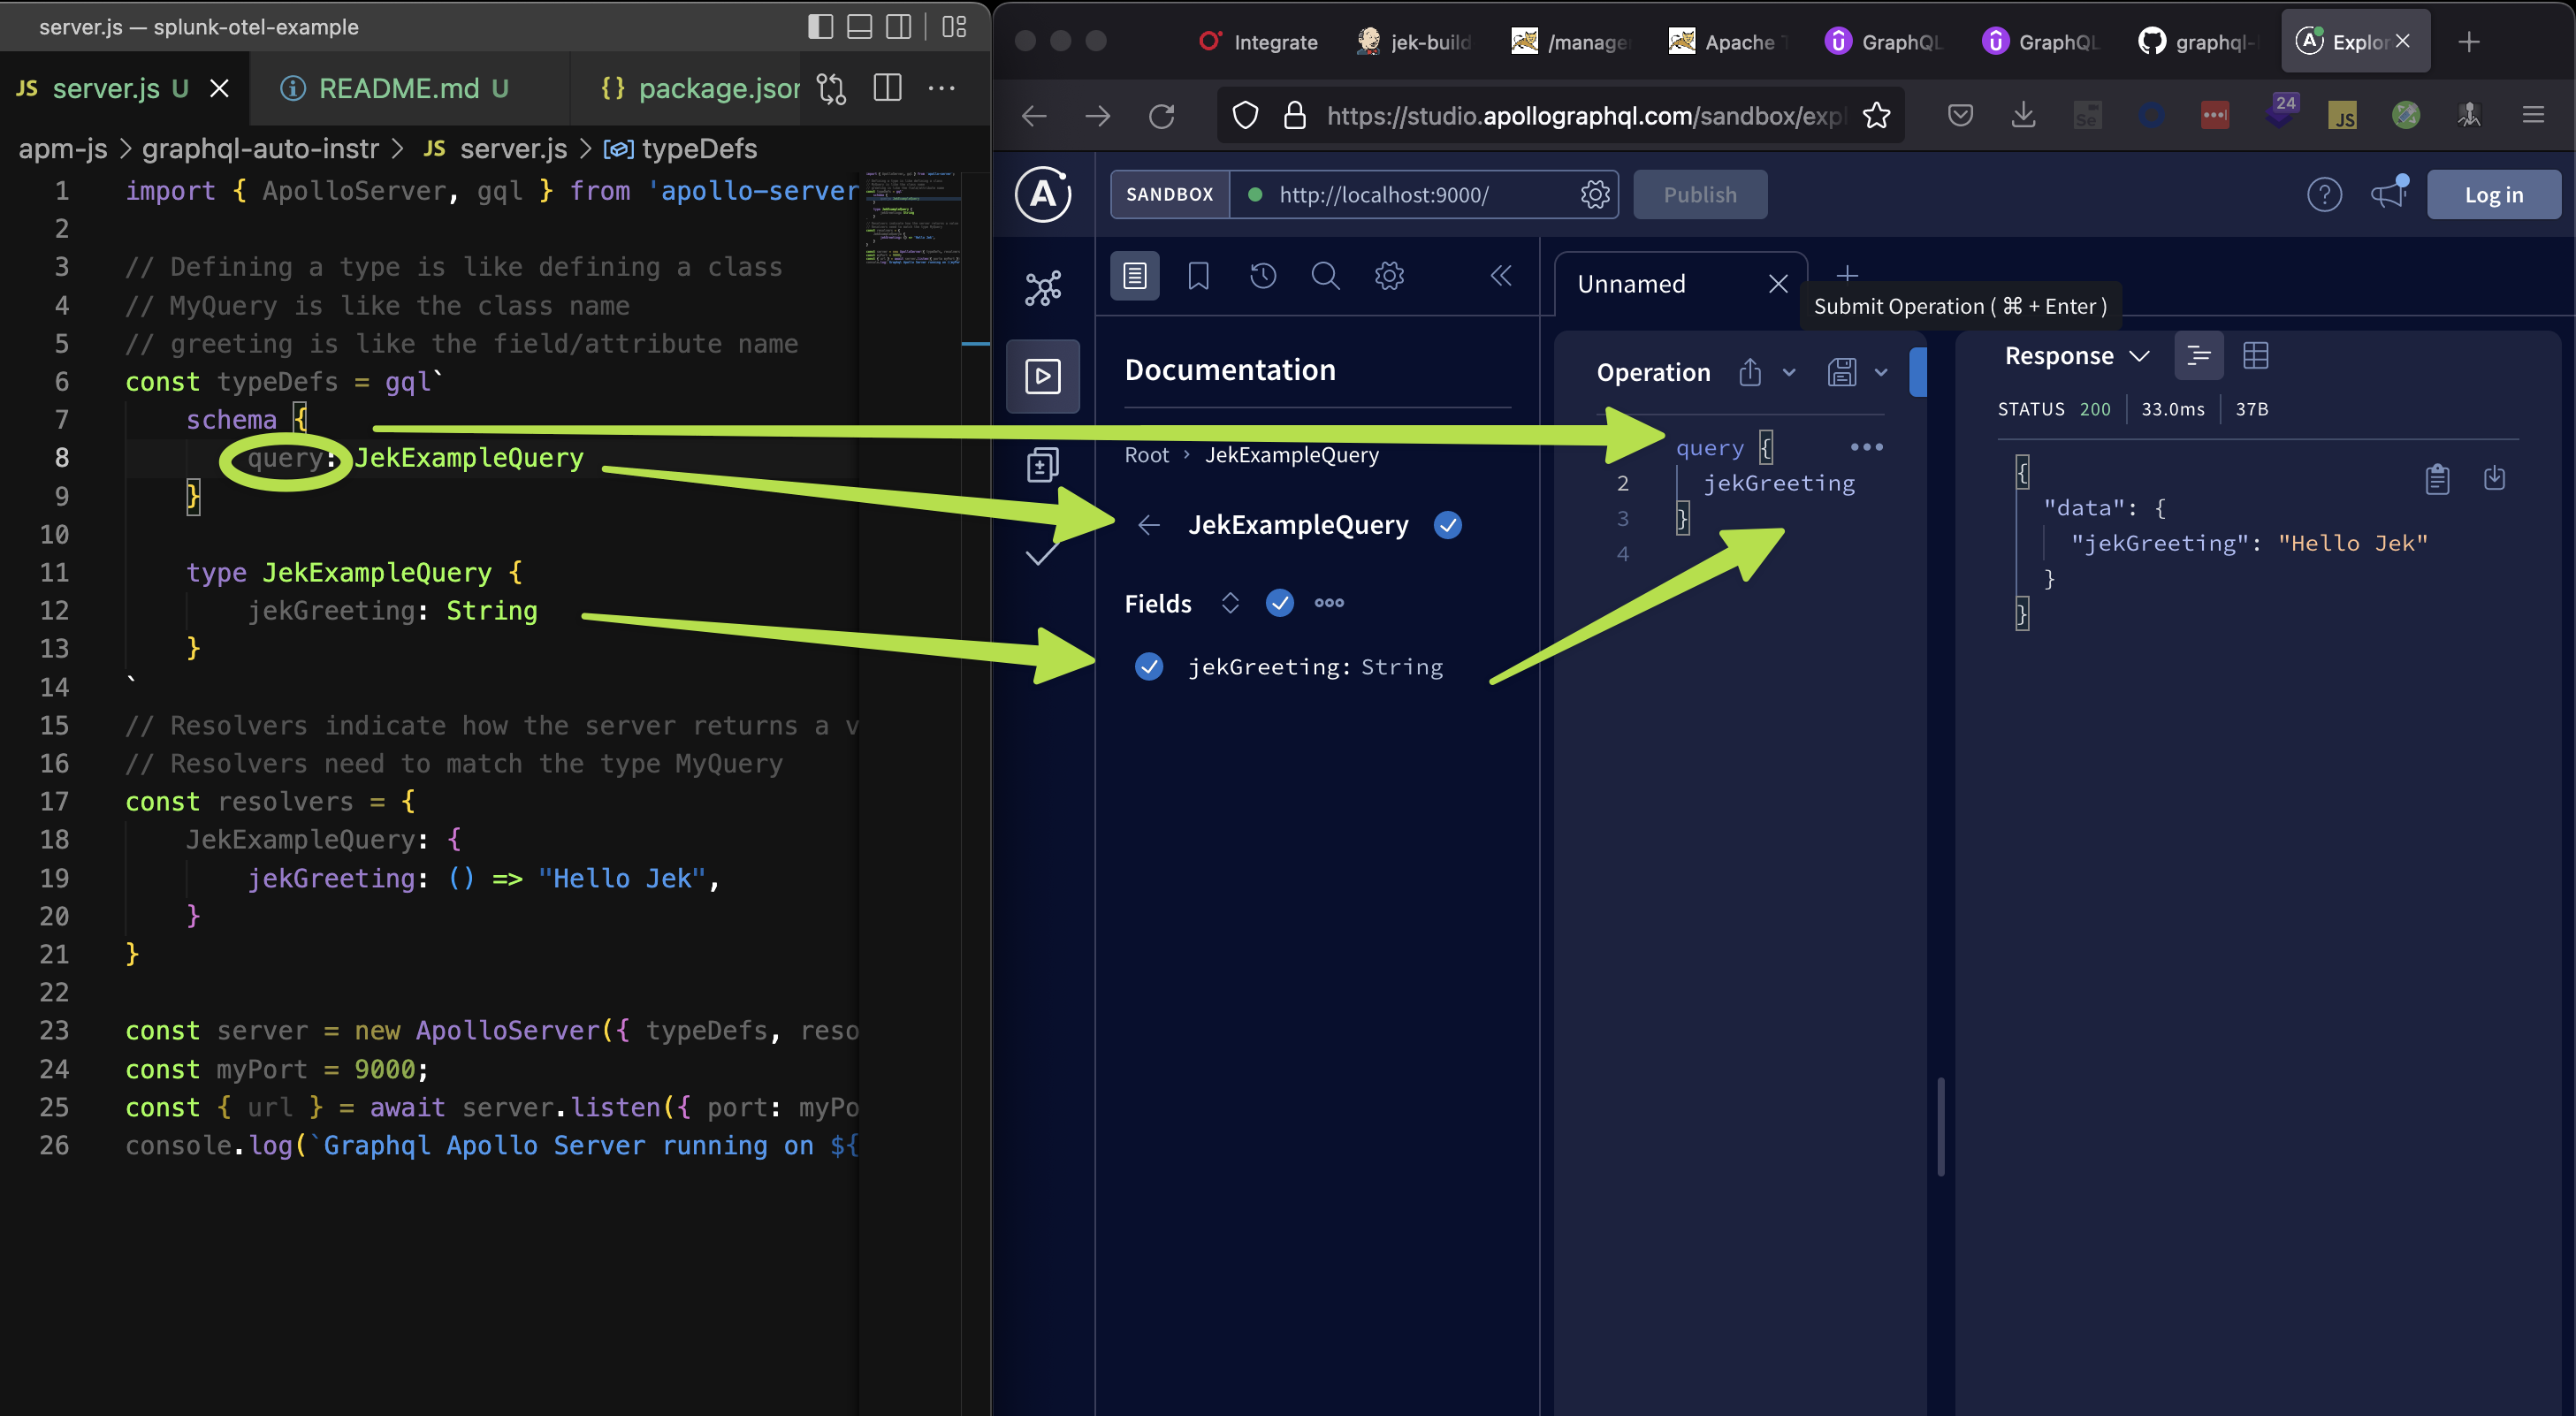 server.js — splunk-otel-example
JS server.js U
README.md U
{} package.json
apm-js > graphql-auto-instr > JS server.js > typeDefs
1 import { ApolloServer, gql } from 'apollo-server
2
3 // Defining a type is like defining a class
4 // MyQuery is like the class name
5 // greeting is like the field/attribute name
6 const typeDefs = gql`
7 schema {
8 query: JekExampleQuery
9 }
10
11 type JekExampleQuery {
12 jekGreeting: String
13 }
14 `
15 // Resolvers indicate how the server returns a v
16 // Resolvers need to match the type MyQuery
17 const resolvers = {
18 JekExampleQuery: {
19 jekGreeting: () => "Hello Jek",
20 }
21 }
22
23 const server = new ApolloServer({ typeDefs, reso
24 const myPort = 9000;
25 const { url } = await server.listen({ port: myPo
26 console.log(`Graphql Apollo Server running on ${
Integrate
jek-build
/manage
Apache T
GraphQL
GraphQL
graphql-
Explor
https://studio.apollographql.com/sandbox/expl
Se
24
JS
SANDBOX
http://localhost:9000/
Publish
Log in
Unnamed
Submit Operation ( ⌘ + Enter )
Documentation
Root > JekExampleQuery
JekExampleQuery
Fields
jekGreeting: String
Operation
query {
2 jekGreeting
3 }
4
Response
STATUS 200 33.0ms 37B
{
"data": {
"jekGreeting": "Hello Jek"
}
}